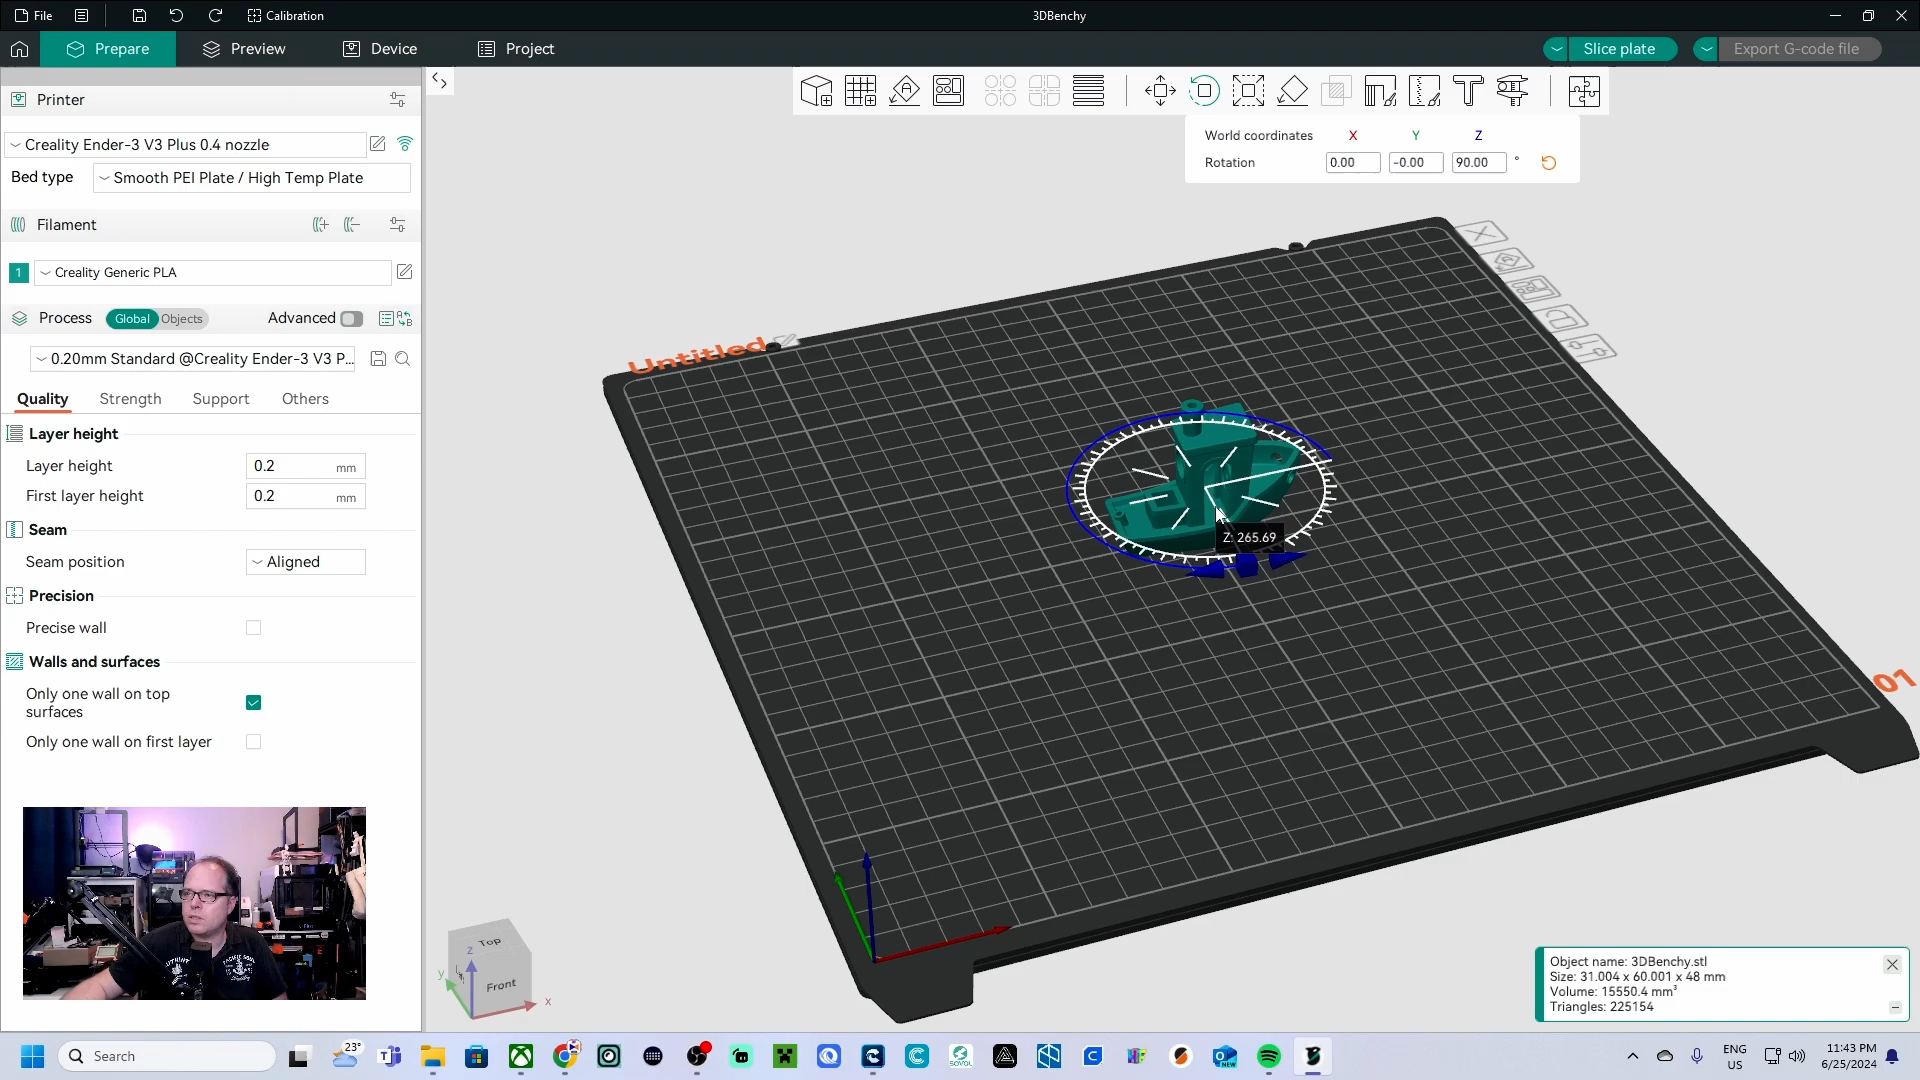 File
Calibration
3DBenchy
Prepare
Preview
Device
Project
Slice plate
Export G-code file
Printer
Creality Ender-3 V3 Plus 0.4 nozzle
Bed type
Smooth PEI Plate / High Temp Plate
Filament
1
Creality Generic PLA
Process
Global
Objects
Advanced
0.20mm Standard @Creality Ender-3 V3 P...
Quality
Strength
Support
Others
Layer height
Layer height
0.2
mm
First layer height
0.2
mm
Seam
Seam position
Aligned
Precision
Precise wall
Walls and surfaces
Only one wall on top
surfaces
Only one wall on first layer
World coordinates
X
Y
Z
Rotation
0.00
-0.00
90.00
°
Untitled
Z: 265.69
01
Top
Front
z
y
x
Object name: 3DBenchy.stl
Size: 31.004 x 60.001 x 48 mm
Volume: 15550.4 mm³
Triangles: 225154
Search
23°
ENG
US
11:43 PM
6/25/2024